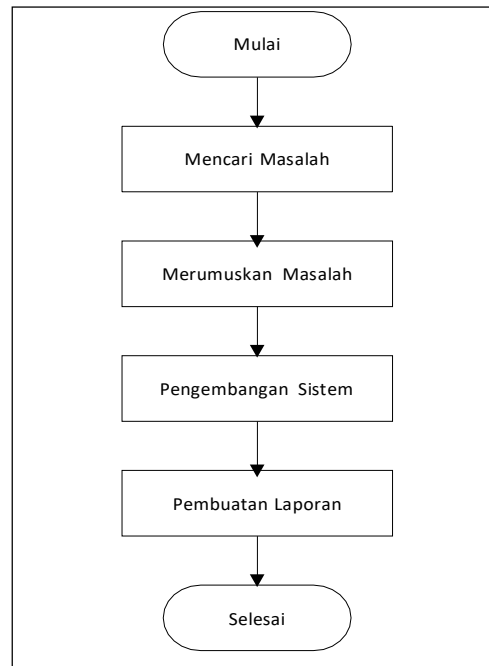 Mulai
Mencari Masalah
Merumuskan Masalah
Pengembangan Sistem
Pembuatan Laporan
Selesai